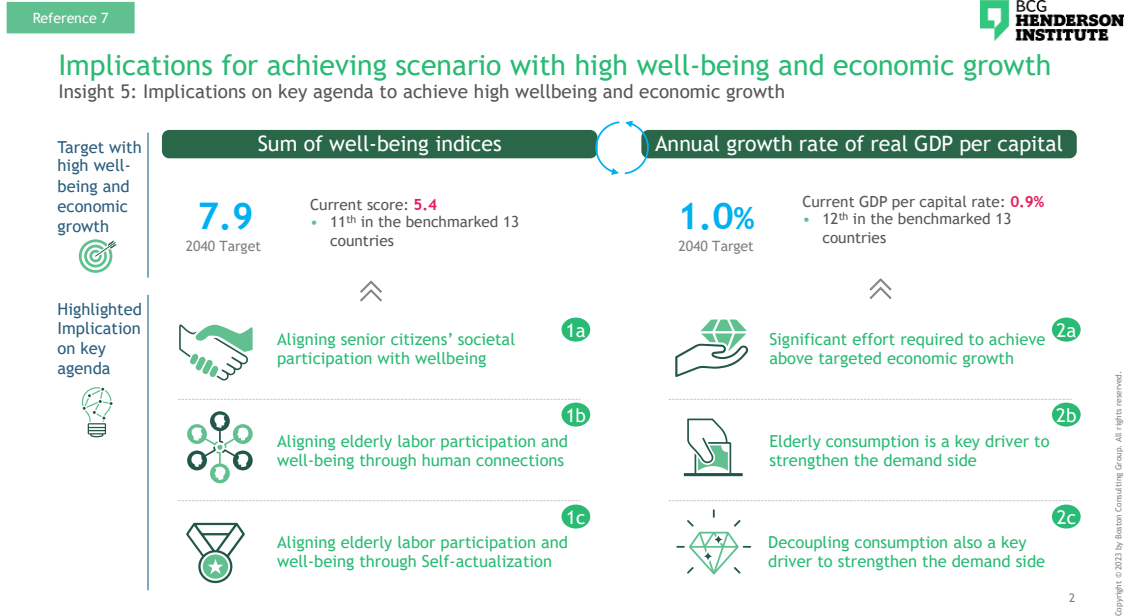 Reference 7
BCG
HENDERSON
INSTITUTE
Implications for achieving scenario with high well-being and economic growth
Insight 5: Implications on key agenda to achieve high wellbeing and economic growth
Target with
high well-
being and
economic
growth
Sum of well-being indices
Annual growth rate of real GDP per capital
7.9
2040 Target
Current score: 5.4
• 11th in the benchmarked 13
countries
1.0%
2040 Target
Current GDP per capital rate: 0.9%
• 12th in the benchmarked 13
countries
Highlighted
Implication
on key
agenda
1a
Aligning senior citizens’ societal
participation with wellbeing
1b
Aligning elderly labor participation and
well-being through human connections
1c
Aligning elderly labor participation and
well-being through Self-actualization
2a
Significant effort required to achieve
above targeted economic growth
2b
Elderly consumption is a key driver to
strengthen the demand side
2c
Decoupling consumption also a key
driver to strengthen the demand side
2
Copyright © 2023 by Boston Consulting Group. All rights reserved.